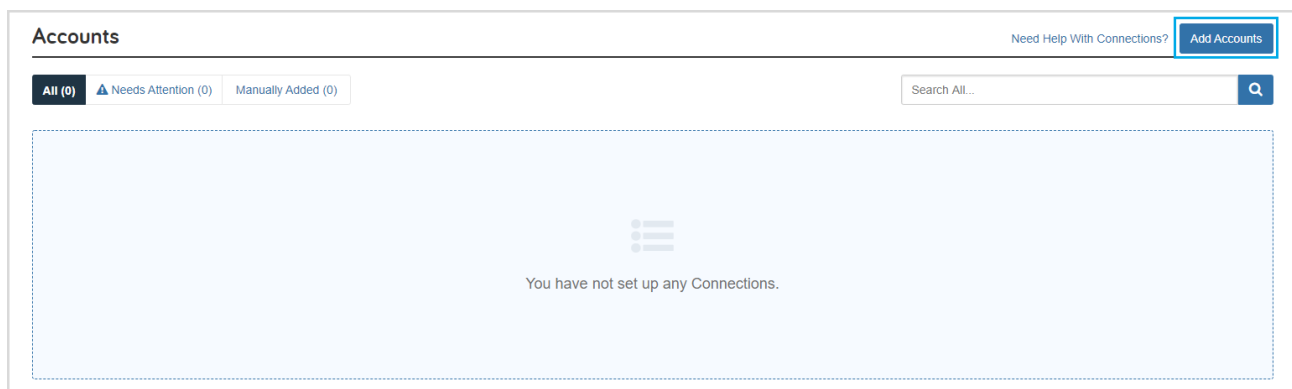 Accounts
Need Help With Connections? Add Accounts
All (0) Needs Attention (0) Manually Added (0) Search All...
You have not set up any Connections.